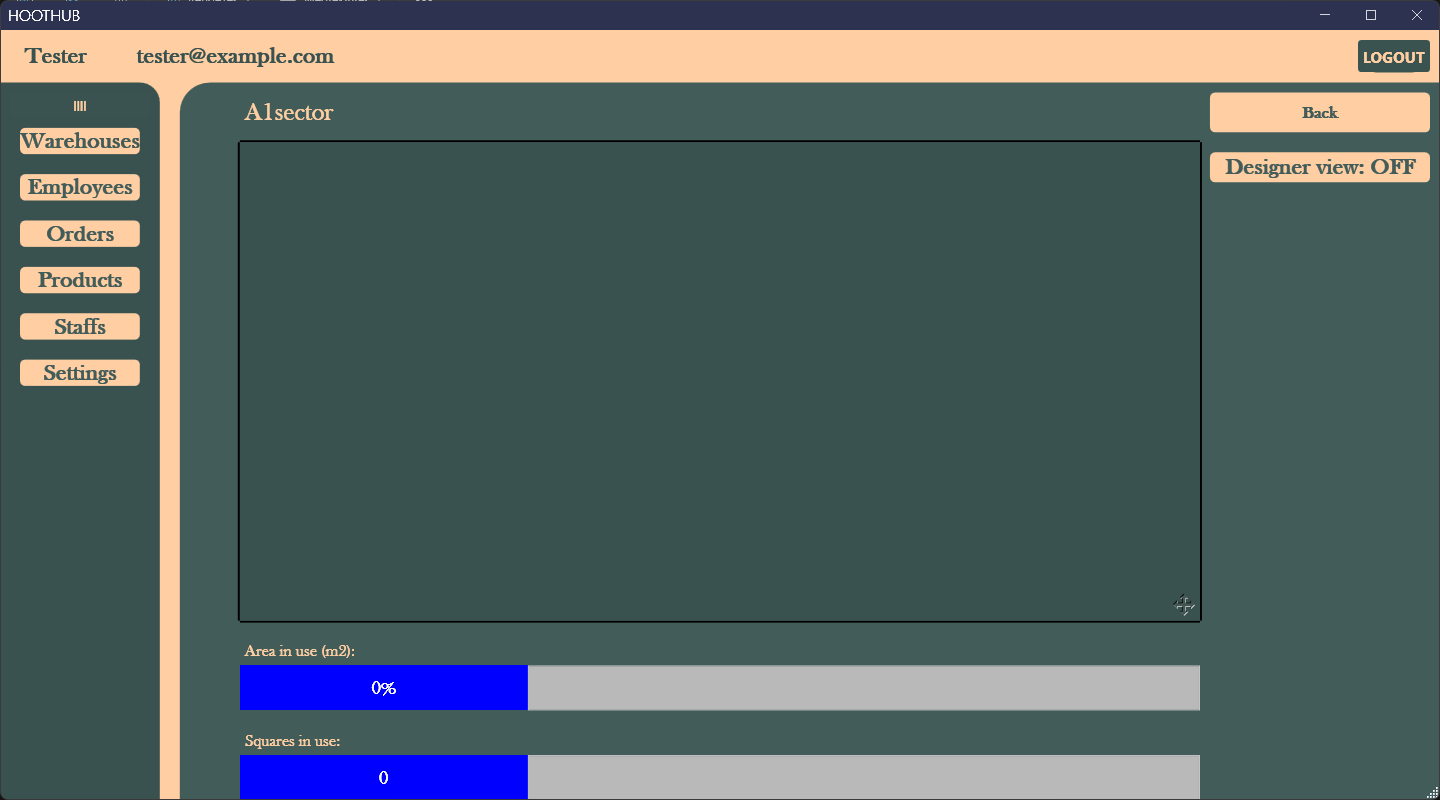 HOOTHUB
Tester tester@example.com LOGOUT
Warehouses
Employees
Orders
Products
Staffs
Settings
A1sector
Back
Designer view: OFF
Area in use (m2):
0%
Squares in use:
0